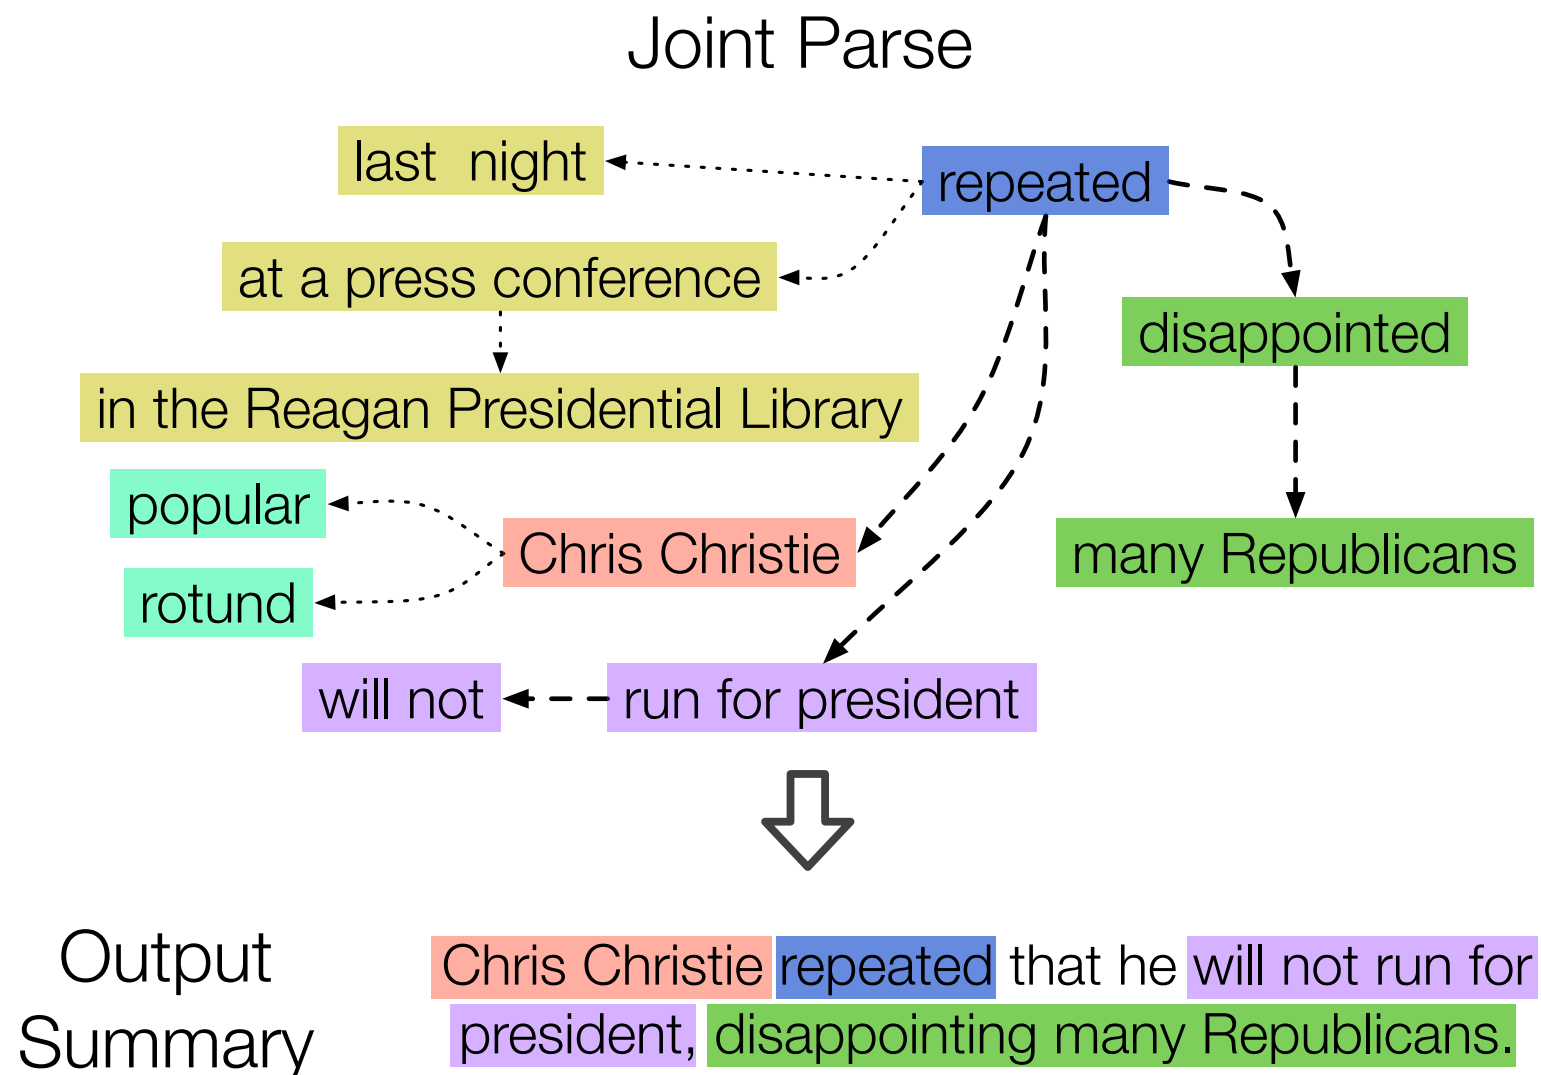 Joint Parse
last night
repeated
at a press conference
disappointed
in the Reagan Presidential Library
popular
Chris Christie
many Republicans
rotund
will not
run for president
Output
Summary
Chris Christie repeated that he will not run for
president, disappointing many Republicans.